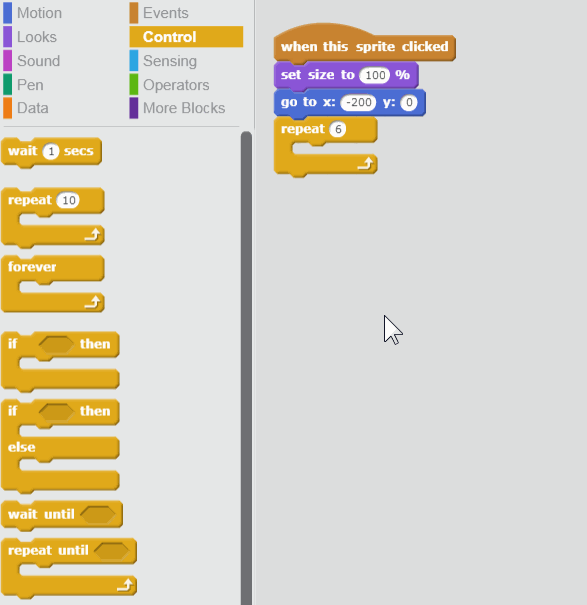 Motion
Looks
Sound
Pen
Data
Events
Control
Sensing
Operators
More Blocks
wait 1 secs
repeat 10
forever
if then
if then
else
wait until
repeat until
when this sprite clicked
set size to 100 %
go to x: -200 y: 0
repeat 6